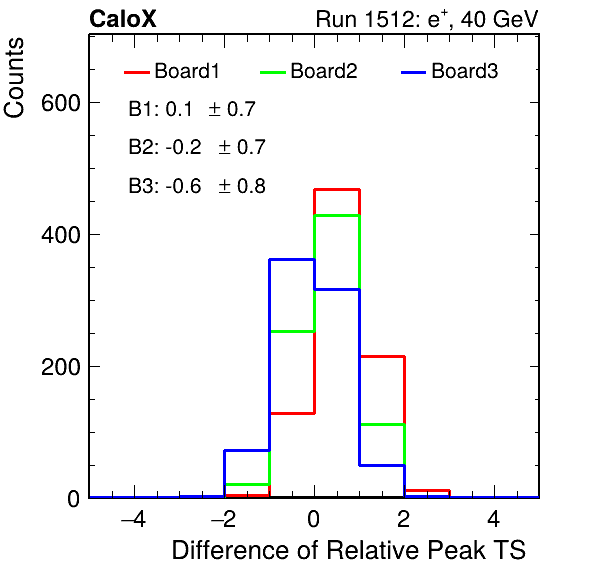 CaloX Run 1512: e⁺, 40 GeV
Counts
Board1 Board2 Board3
B1: 0.1 ± 0.7
B2: -0.2 ± 0.7
B3: -0.6 ± 0.8
600
400
200
0
−4 −2 0 2 4
Difference of Relative Peak TS